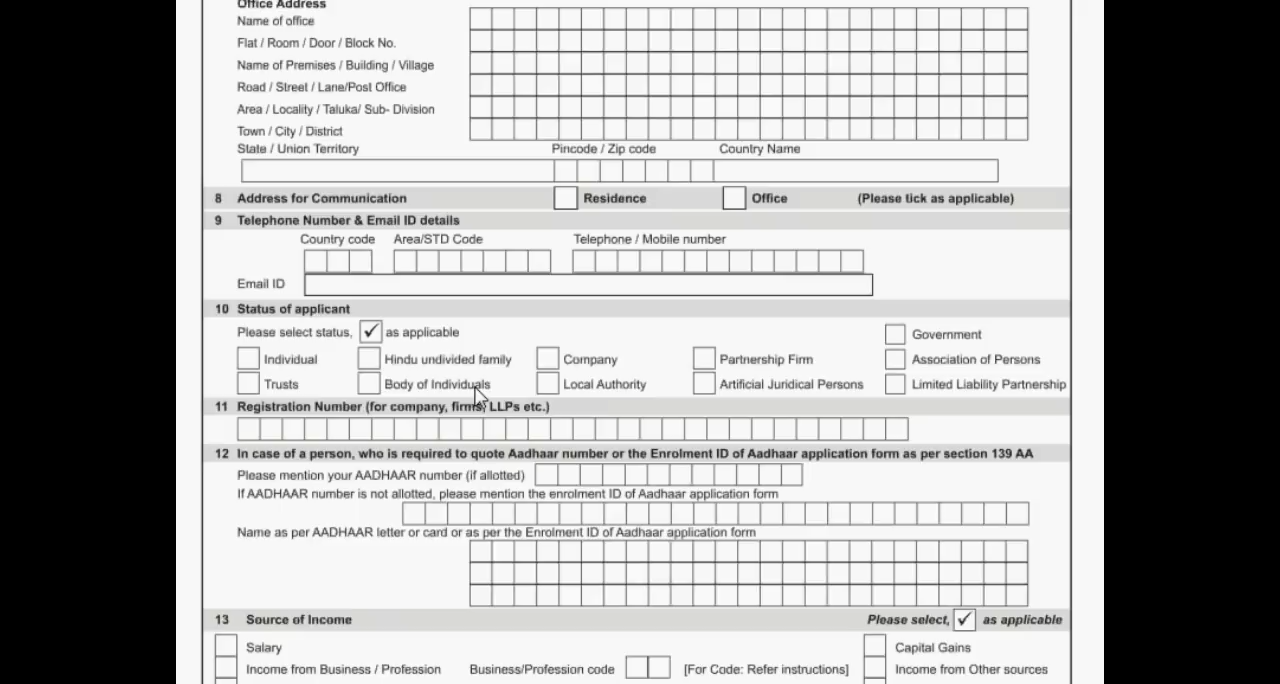 Office Address
Name of office
Flat / Room / Door / Block No.
Name of Premises / Building / Village
Road / Street / Lane/Post Office
Area / Locality / Taluka/ Sub- Division
Town / City / District
State / Union Territory Pincode / Zip code Country Name
8 Address for Communication Residence Office (Please tick as applicable)
9 Telephone Number & Email ID details
Country code Area/STD Code Telephone / Mobile number
Email ID
10 Status of applicant
Please select status, ✓ as applicable Government
Individual Hindu undivided family Company Partnership Firm Association of Persons
Trusts Body of Individuals Local Authority Artificial Juridical Persons Limited Liability Partnership
11 Registration Number (for company, firms, LLPs etc.)
12 In case of a person, who is required to quote Aadhaar number or the Enrolment ID of Aadhaar application form as per section 139 AA
Please mention your AADHAAR number (if allotted)
If AADHAAR number is not allotted, please mention the enrolment ID of Aadhaar application form
Name as per AADHAAR letter or card or as per the Enrolment ID of Aadhaar application form
13 Source of Income Please select, ✓ as applicable
Salary Capital Gains
Income from Business / Profession Business/Profession code [For Code: Refer instructions] Income from Other sources